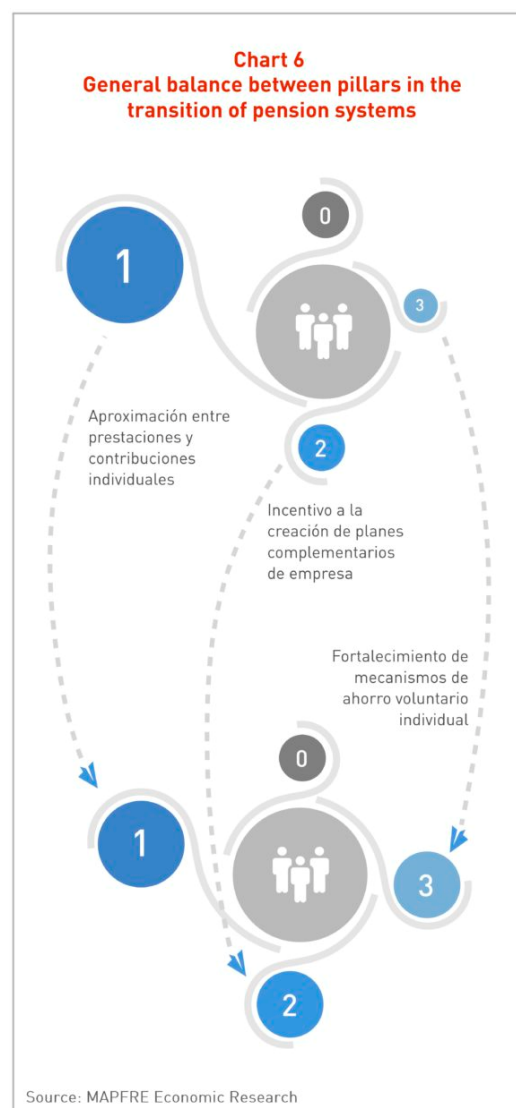 Chart 6
General balance between pillars in the
transition of pension systems
0
1
3
2
Aproximación entre
prestaciones y
contribuciones
individuales
Incentivo a la
creación de planes
complementarios
de empresa
Fortalecimiento de
mecanismos de
ahorro voluntario
individual
0
1
3
2
Source: MAPFRE Economic Research